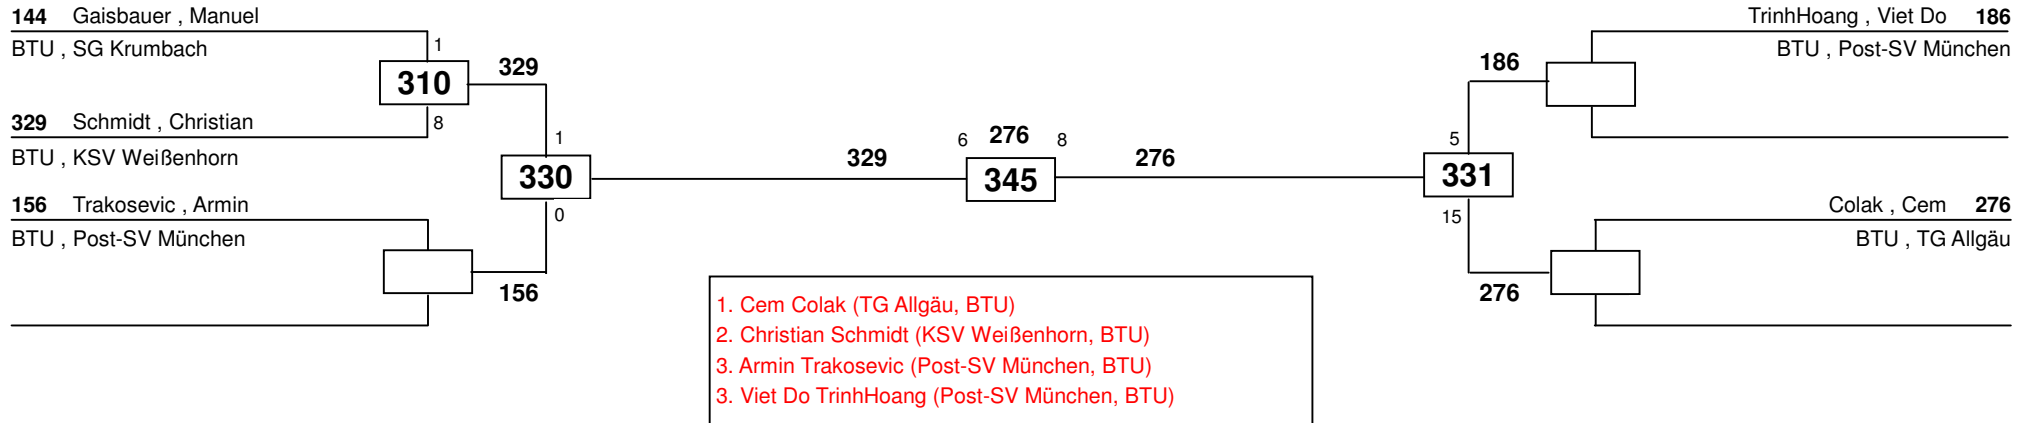 144 Gaisbauer , Manuel
BTU , SG Krumbach
1
310
329
8
329 Schmidt , Christian
BTU , KSV Weißenhorn
1
330
0
156 Trakosevic , Armin
BTU , Post-SV München
156
329
6 276 8
345
276
TrinhHoang , Viet Do 186
BTU , Post-SV München
186
5
331
15
Colak , Cem 276
BTU , TG Allgäu
276
1. Cem Colak (TG Allgäu, BTU)
2. Christian Schmidt (KSV Weißenhorn, BTU)
3. Armin Trakosevic (Post-SV München, BTU)
3. Viet Do TrinhHoang (Post-SV München, BTU)